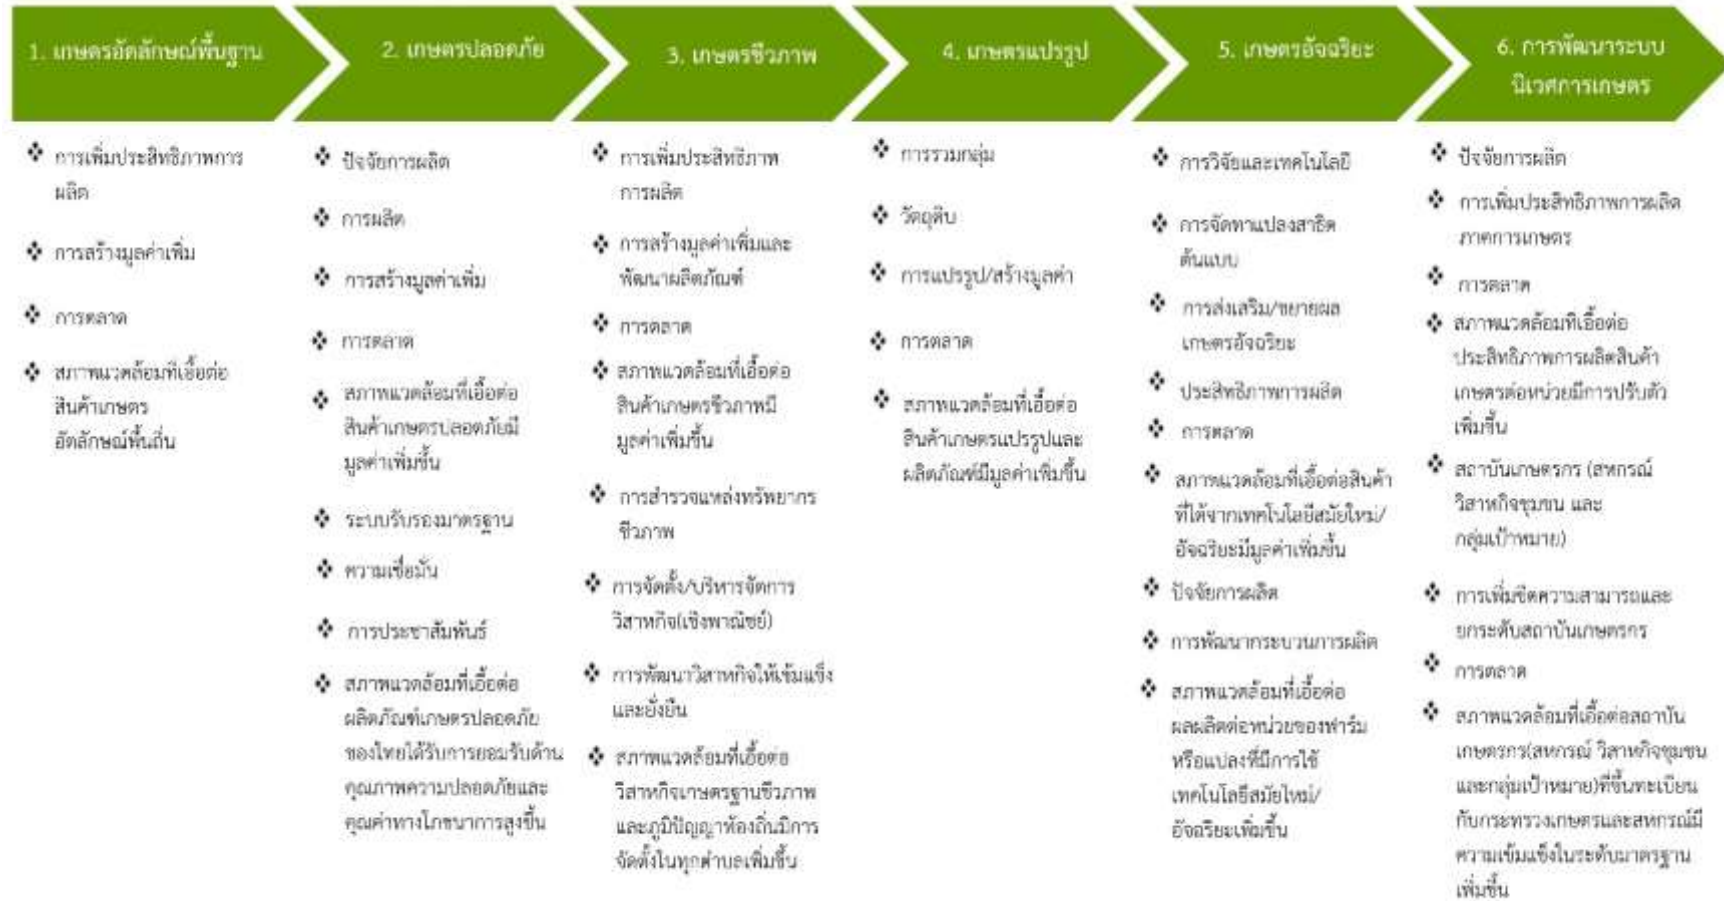 1. เกษตรอัตลักษณ์พื้นฐาน
การเพิ่มประสิทธิภาพการ
ผลิต
การสร้างมูลค่าเพิ่ม
การตลาด
สภาพแวดล้อมที่เอื้อต่อ
สินค้าเกษตร
อัตลักษณ์พื้นถิ่น
2. เกษตรปลอดภัย
ปัจจัยการผลิต
การผลิต
การสร้างมูลค่าเพิ่ม
การตลาด
สภาพแวดล้อมที่เอื้อต่อ
สินค้าเกษตรปลอดภัยมี
มูลค่าเพิ่มขึ้น
ระบบรับรองมาตรฐาน
ความเชื่อมั่น
การประชาสัมพันธ์
สภาพแวดล้อมที่เอื้อต่อ
ผลิตภัณฑ์เกษตรปลอดภัย
ของไทยได้รับการยอมรับด้าน
คุณภาพความปลอดภัยและ
คุณค่าทางโภชนาการสูงขึ้น
3. เกษตรชีวภาพ
การเพิ่มประสิทธิภาพ
การผลิต
การสร้างมูลค่าเพิ่มและ
พัฒนาผลิตภัณฑ์
การตลาด
สภาพแวดล้อมที่เอื้อต่อ
สินค้าเกษตรชีวภาพมี
มูลค่าเพิ่มขึ้น
การสำรวจแหล่งทรัพยากร
ชีวภาพ
การจัดตั้ง/บริหารจัดการ
วิสาหกิจ(เชิงพาณิชย์)
การพัฒนาวิสาหกิจให้เข้มแข็ง
และยั่งยืน
สภาพแวดล้อมที่เอื้อต่อ
วิสาหกิจเกษตรฐานชีวภาพ
และภูมิปัญญาท้องถิ่นมีการ
จัดตั้งในทุกตำบลเพิ่มขึ้น
4. เกษตรแปรรูป
การรวมกลุ่ม
วัตถุดิบ
การแปรรูป/สร้างมูลค่า
การตลาด
สภาพแวดล้อมที่เอื้อต่อ
สินค้าเกษตรแปรรูปและ
ผลิตภัณฑ์มีมูลค่าเพิ่มขึ้น
5. เกษตรอัจฉริยะ
การวิจัยและเทคโนโลยี
การจัดทาแปลงสาธิต
ต้นแบบ
การส่งเสริม/ขยายผล
เกษตรอัจฉริยะ
ประสิทธิภาพการผลิต
การตลาด
สภาพแวดล้อมที่เอื้อต่อสินค้า
ที่ได้จากเทคโนโลยีสมัยใหม่/
อัจฉริยะมีมูลค่าเพิ่มขึ้น
ปัจจัยการผลิต
การพัฒนากระบวนการผลิต
สภาพแวดล้อมที่เอื้อต่อ
ผลผลิตต่อหน่วยของฟาร์ม
หรือแปลงที่มีการใช้
เทคโนโลยีสมัยใหม่/
อัจฉริยะเพิ่มขึ้น
6. การพัฒนาระบบ
นิเวศการเกษตร
ปัจจัยการผลิต
การเพิ่มประสิทธิภาพการผลิต
ภาคการเกษตร
การตลาด
สภาพแวดล้อมที่เอื้อต่อ
ประสิทธิภาพการผลิตสินค้า
เกษตรต่อหน่วยมีการปรับตัว
เพิ่มขึ้น
สถาบันเกษตรกร (สหกรณ์
วิสาหกิจชุมชน และ
กลุ่มเป้าหมาย)
การเพิ่มขีดความสามารถและ
ยกระดับสถาบันเกษตรกร
การตลาด
สภาพแวดล้อมที่เอื้อต่อสถาบัน
เกษตรกร(สหกรณ์ วิสาหกิจชุมชน
และกลุ่มเป้าหมาย)ที่ขึ้นทะเบียน
กับกระทรวงเกษตรและสหกรณ์มี
ความเข้มแข็งในระดับมาตรฐาน
เพิ่มขึ้น